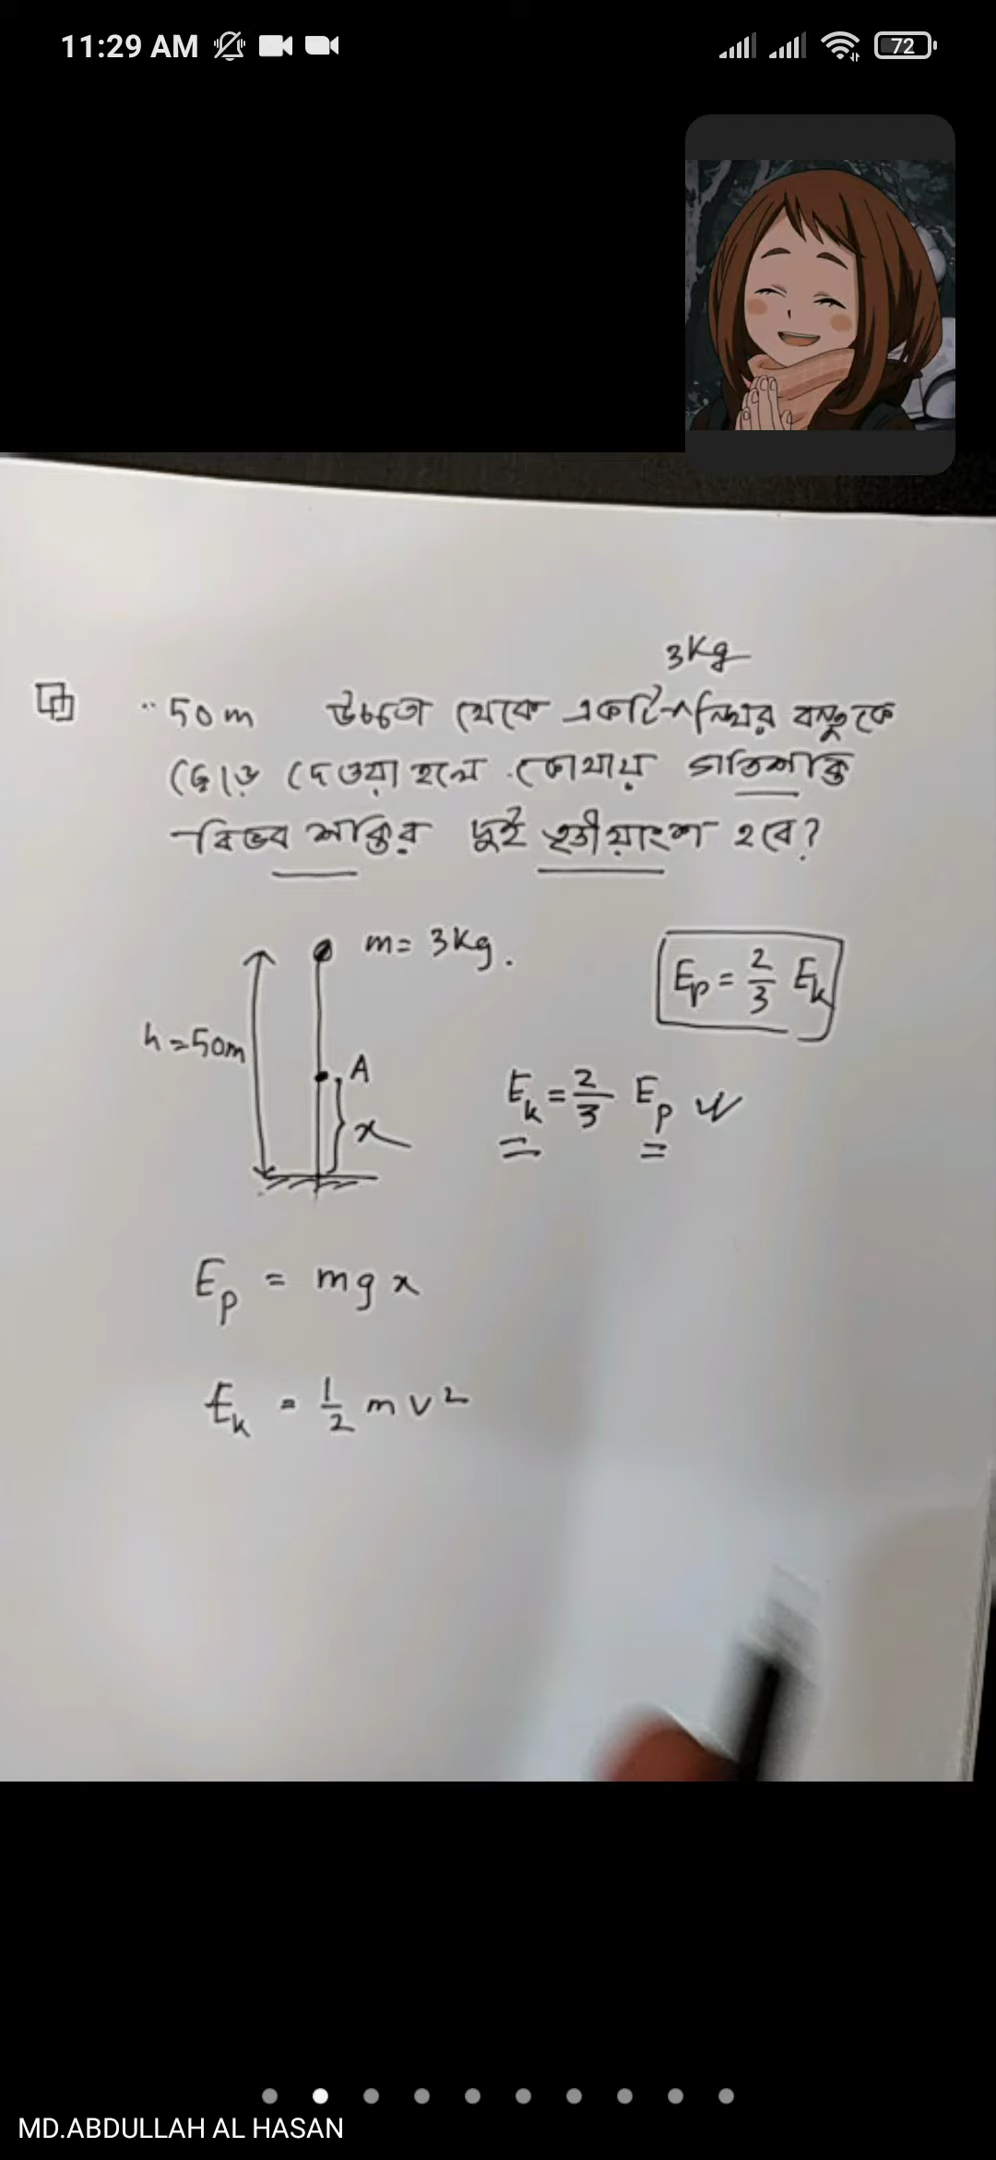 11:29 AM
72
3kg
50m উচ্চতা থেকে একটি স্থির বস্তুকে
ছেড়ে দেওয়া হলে কোথায় গতিশক্তি
বিভব শক্তির দুই তৃতীয়াংশ হবে?
m = 3kg.
Ep = 2/3 Ek
h = 50m
A
x
Ek = 2/3 Ep
Ep = mgx
Ek = 1/2 mv²
MD.ABDULLAH AL HASAN